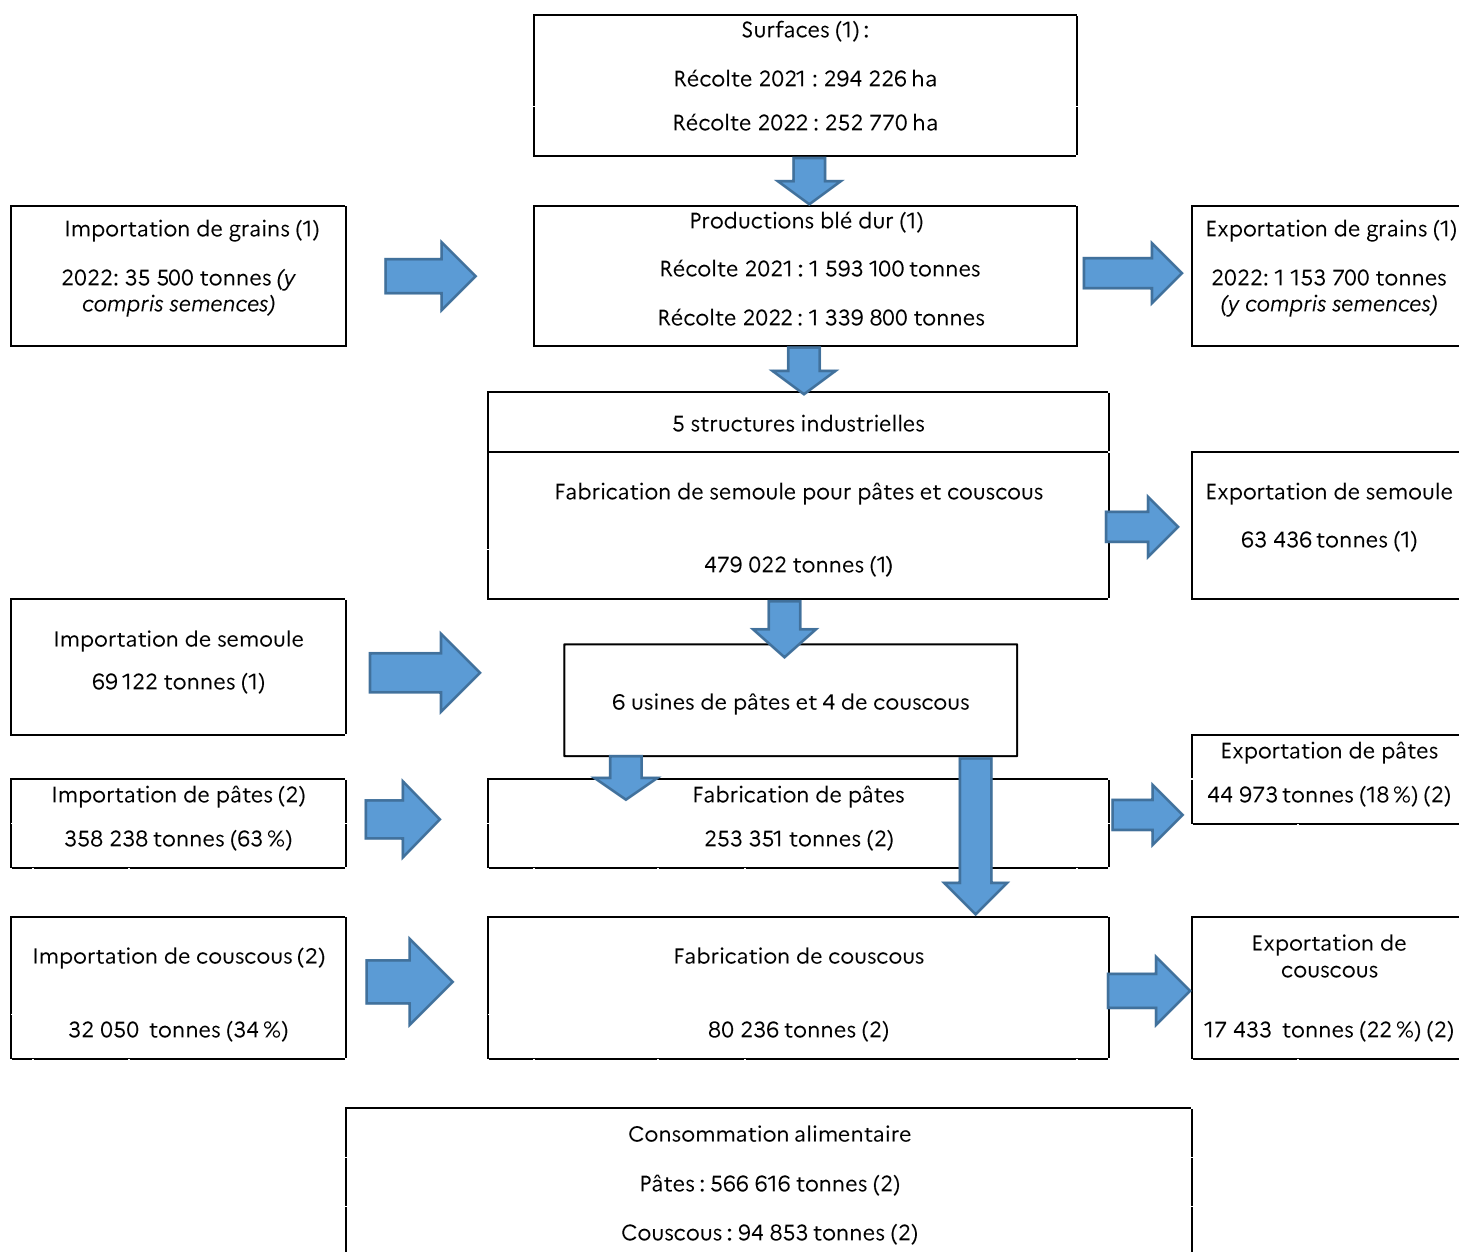 Surfaces (1) :
Récolte 2021 : 294 226 ha
Récolte 2022 : 252 770 ha
Importation de grains (1)
2022: 35 500 tonnes (y
compris semences)
Productions blé dur (1)
Récolte 2021 : 1 593 100 tonnes
Récolte 2022 : 1 339 800 tonnes
Exportation de grains (1)
2022: 1 153 700 tonnes
(y compris semences)
5 structures industrielles
Fabrication de semoule pour pâtes et couscous
479 022 tonnes (1)
Exportation de semoule
63 436 tonnes (1)
Importation de semoule
69 122 tonnes (1)
6 usines de pâtes et 4 de couscous
Importation de pâtes (2)
358 238 tonnes (63 %)
Fabrication de pâtes
253 351 tonnes (2)
Exportation de pâtes
44 973 tonnes (18 %) (2)
Importation de couscous (2)
32 050 tonnes (34 %)
Fabrication de couscous
80 236 tonnes (2)
Exportation de
couscous
17 433 tonnes (22 %) (2)
Consommation alimentaire
Pâtes : 566 616 tonnes (2)
Couscous : 94 853 tonnes (2)